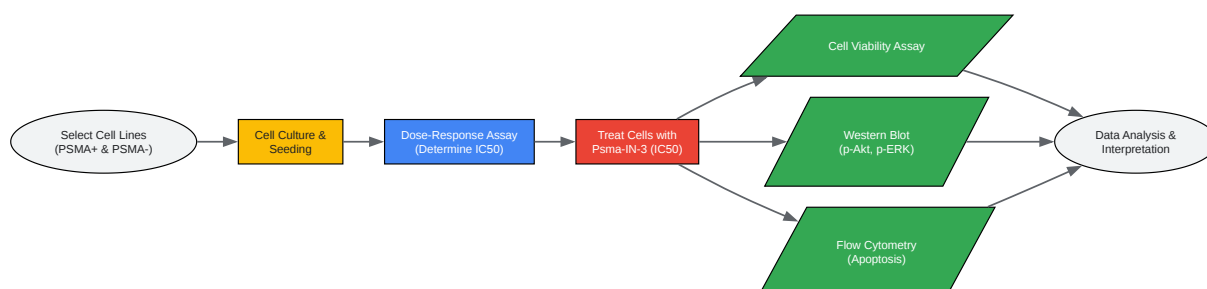 Select Cell Lines
(PSMA+ & PSMA-)
Cell Culture &
Seeding
Dose-Response Assay
(Determine IC50)
Treat Cells with
Psma-IN-3 (IC50)
Cell Viability Assay
Western Blot
(p-Akt, p-ERK)
Flow Cytometry
(Apoptosis)
Data Analysis &
Interpretation